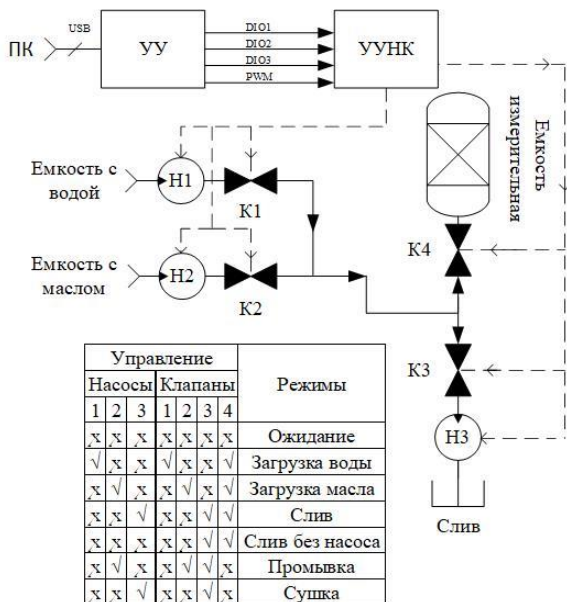 ПК
USB
УУ
DIO1
DIO2
DIO3
PWM
УУНК
Емкость
измерительная
Емкость с
водой
Н1
К1
Емкость с
маслом
Н2
К2
К4
К3
Н3
Слив
Управление
Насосы Клапаны Режимы
1 2 3 1 2 3 4
x x x x x x x Ожидание
√ x x √ x x √ Загрузка воды
x √ x x √ x √ Загрузка масла
x x √ x x √ √ Слив
x x x x x √ √ Слив без насоса
x √ x x √ √ x Промывка
x x √ x x √ x Сушка